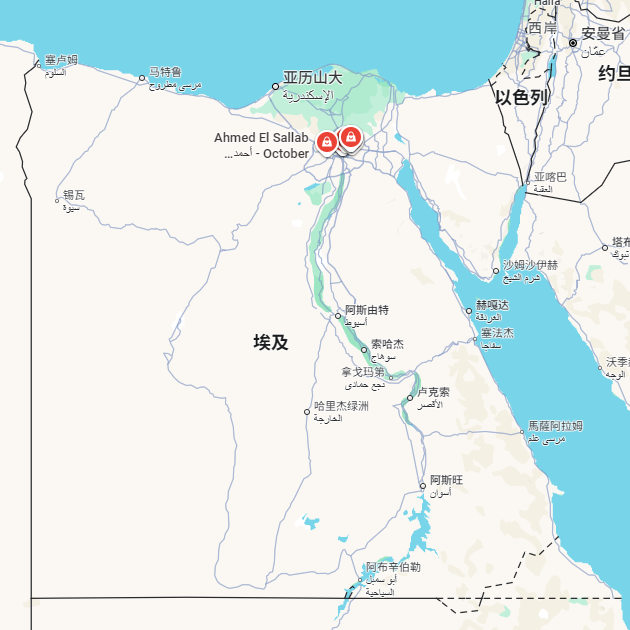 Haifa
西岸
安曼省
عمّان
塞卢姆
السلوم
马特鲁
مرسى مطروح
亚历山大
الإسكندرية
约旦
以色列
Ahmed El Sallab
October - أحمد...
亚喀巴
العقبة
锡瓦
سيوة
塔布
تبوك
沙姆沙伊赫
شرم الشيخ
阿斯由特
أسيوط
赫嘎达
الغردقة
塞法杰
سفاجا
埃及
索哈杰
سوهاج
拿戈玛第
نجع حمادى
沃季
الوجه
卢克索
الأقصر
哈里杰绿洲
الخارجة
馬薩阿拉姆
مرسى علم
阿斯旺
أسوان
阿布辛伯勒
أبو سمبل
السياحية